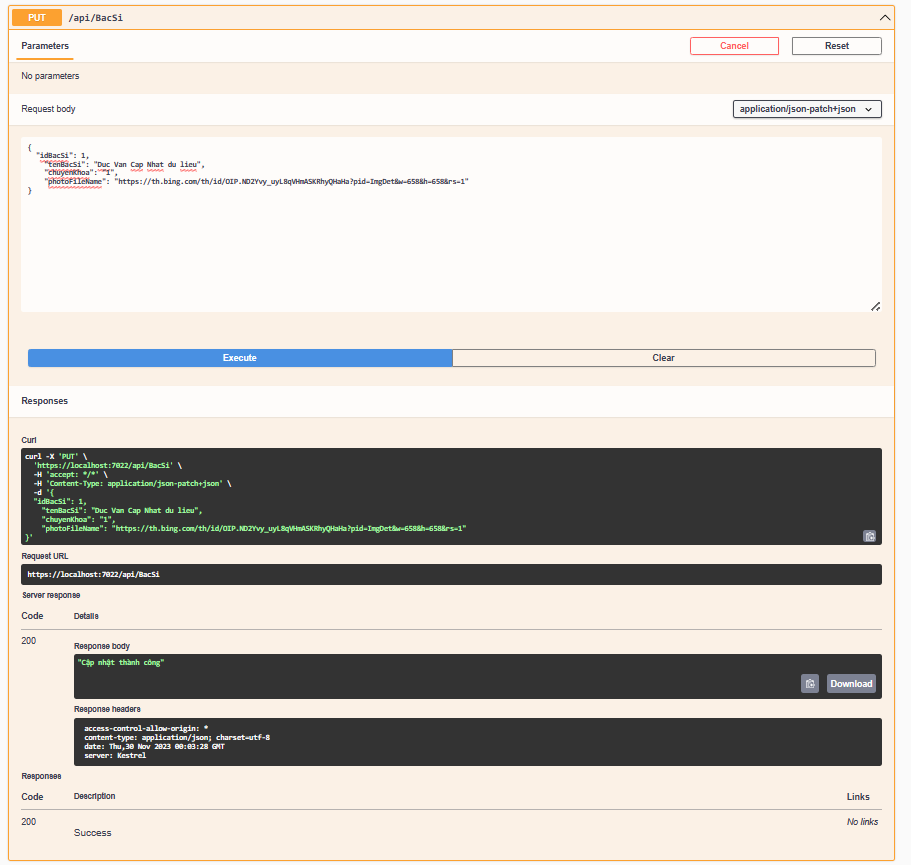 PUT /api/BacSi
Parameters Cancel Reset
No parameters
Request body application/json-patch+json
{
"idBacSi": 1,
"tenBacSi": "Duc Van Cap Nhat du lieu",
"chuyenKhoa": "1",
"photoFileName": "https://th.bing.com/th/id/OIP.ND2Yvy_uyL8qVHmASKRhyQHaHa?pid=ImgDet&w=658&h=658&rs=1"
}
Execute Clear
Responses
Curl
curl -X 'PUT' \
'https://localhost:7022/api/BacSi' \
-H 'accept: */*' \
-H 'Content-Type: application/json-patch+json' \
-d '{
"idBacSi": 1,
"tenBacSi": "Duc Van Cap Nhat du lieu",
"chuyenKhoa": "1",
"photoFileName": "https://th.bing.com/th/id/OIP.ND2Yvy_uyL8qVHmASKRhyQHaHa?pid=ImgDet&w=658&h=658&rs=1"
}'
Request URL
https://localhost:7022/api/BacSi
Server response
Code Details
200
Response body
"Cập nhật thành công"
Download
Response headers
access-control-allow-origin: *
content-type: application/json; charset=utf-8
date: Thu,30 Nov 2023 00:03:28 GMT
server: Kestrel
Responses
Code Description Links
200 No links
Success